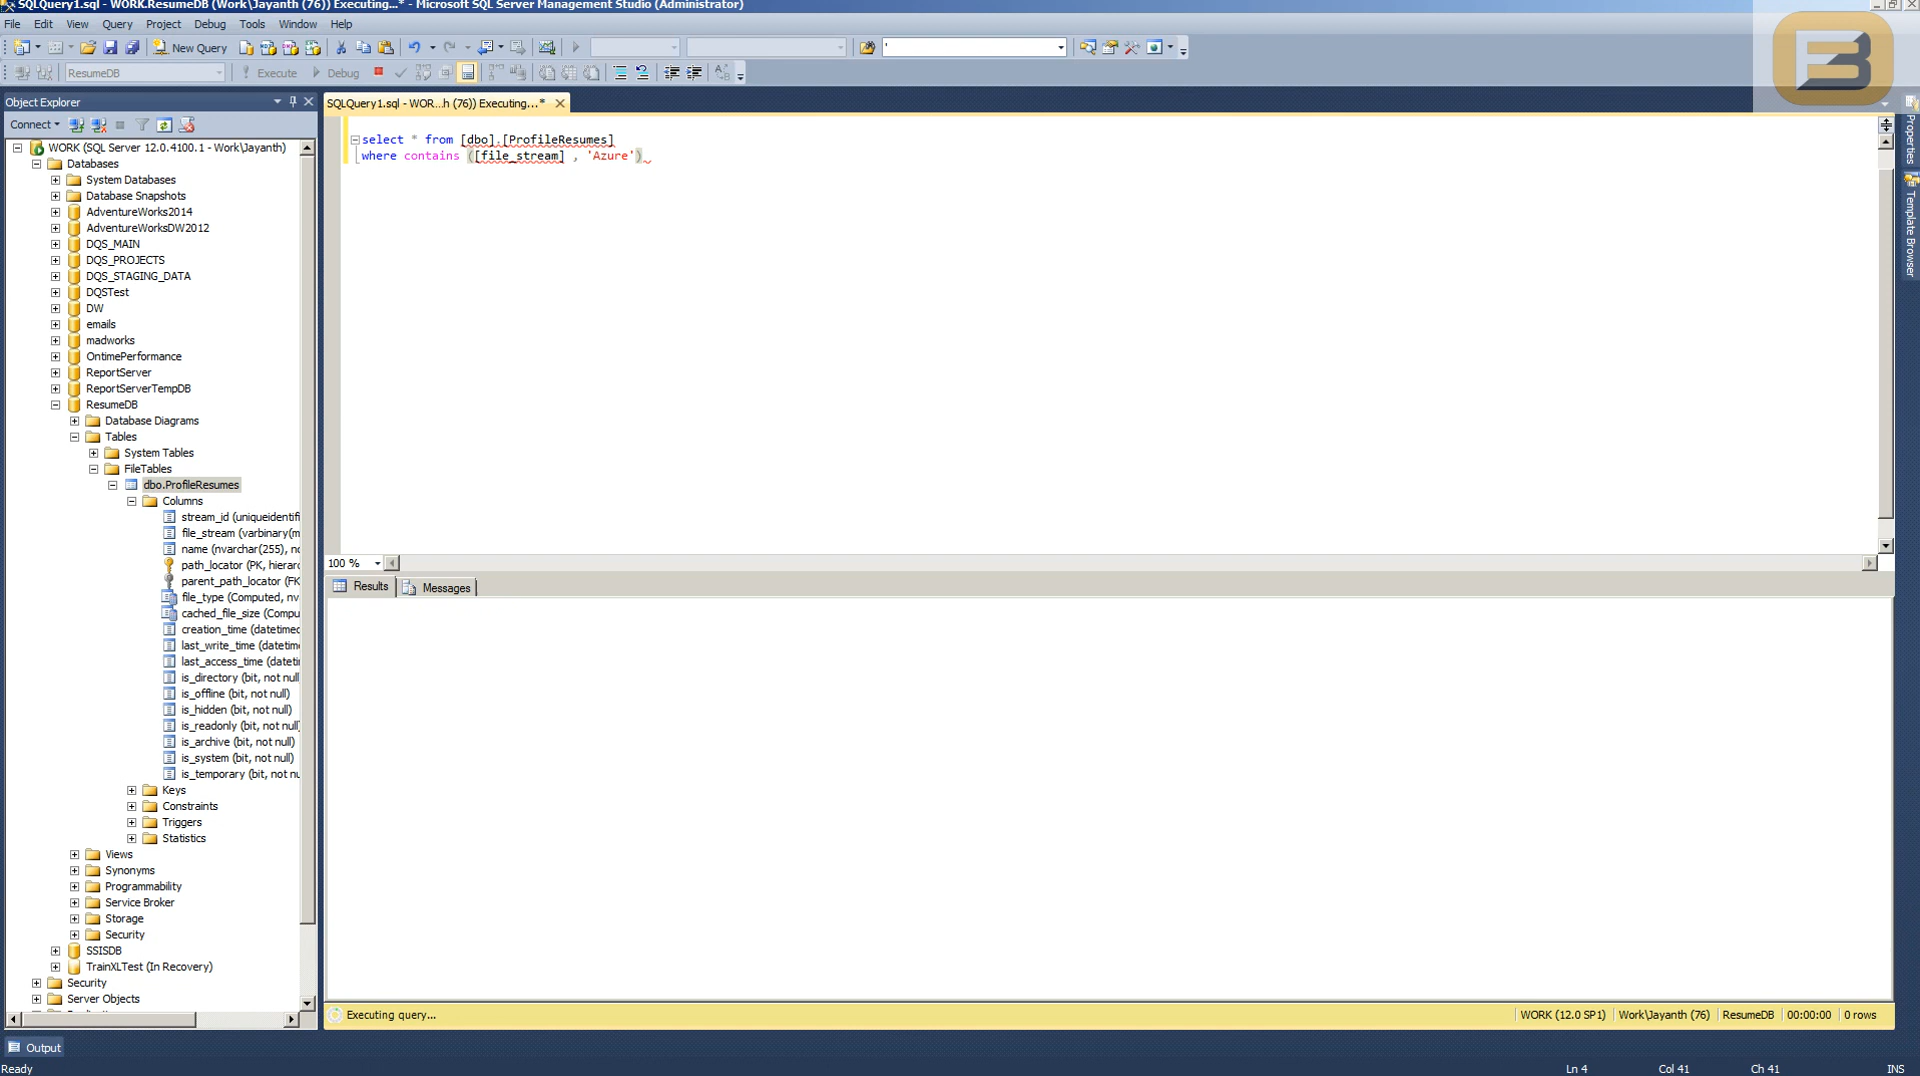 SQLQuery1.sql - WORK.ResumeDB (Work\Jayanth (76)) Executing...* - Microsoft SQL Server Management Studio (Administrator)
File Edit View Query Project Debug Tools Window Help
New Query
'
ResumeDB
Execute
Debug
Object Explorer
SQLQuery1.sql - WOR...h (76)) Executing...*
Connect
WORK (SQL Server 12.0.4100.1 - Work\Jayanth)
Databases
System Databases
Database Snapshots
AdventureWorks2014
AdventureWorksDW2012
DQS_MAIN
DQS_PROJECTS
DQS_STAGING_DATA
DQSTest
DW
emails
madworks
OntimePerformance
ReportServer
ReportServerTempDB
ResumeDB
Database Diagrams
Tables
System Tables
FileTables
dbo.ProfileResumes
Columns
stream_id (uniqueidentifi
file_stream (varbinary(m
name (nvarchar(255), no
path_locator (PK, hierarc
parent_path_locator (FK
file_type (Computed, nv
cached_file_size (Compu
creation_time (datetimeo
last_write_time (datetime
last_access_time (dateti
is_directory (bit, not null
is_offline (bit, not null)
is_hidden (bit, not null)
is_readonly (bit, not null
is_archive (bit, not null)
is_system (bit, not null)
is_temporary (bit, not nu
Keys
Constraints
Triggers
Statistics
Views
Synonyms
Programmability
Service Broker
Storage
Security
SSISDB
TrainXLTest (In Recovery)
Security
Server Objects
select * from [dbo].[ProfileResumes]
where contains ([file_stream] , 'Azure')
100 %
Results
Messages
Executing query...
WORK (12.0 SP1)
Work\Jayanth (76)
ResumeDB
00:00:00
0 rows
Properties
Template Browser
Output
Ready
Ln 4
Col 41
Ch 41
INS